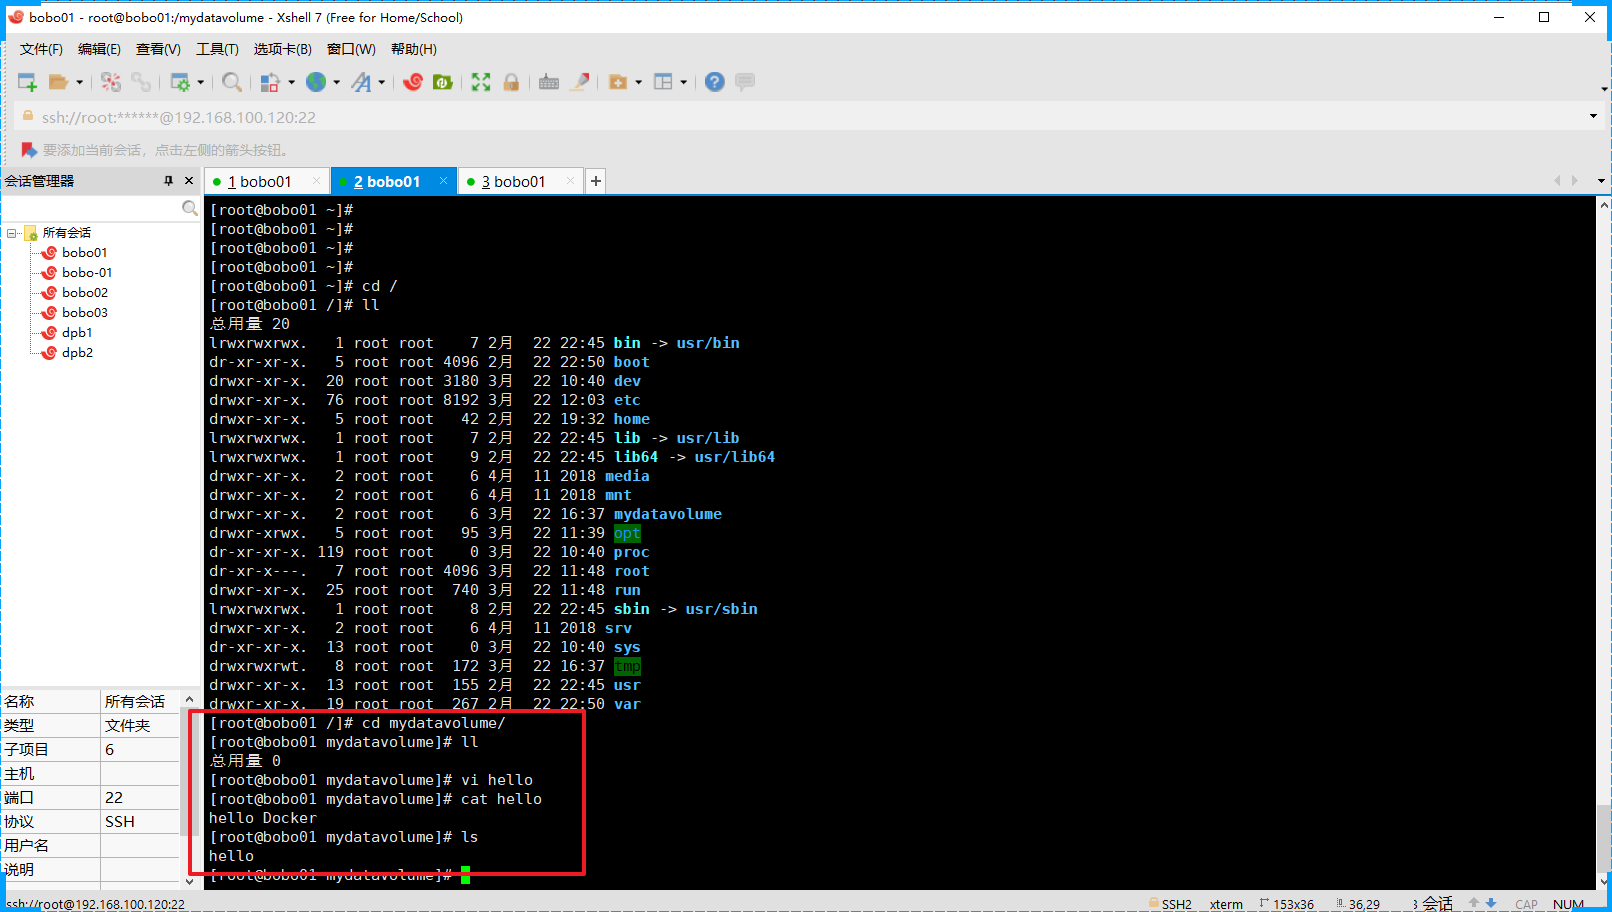 bobo01 - root@bobo01:/mydatavolume - Xshell 7 (Free for Home/School)
文件(F) 编辑(E) 查看(V) 工具(T) 选项卡(B) 窗口(W) 帮助(H)
ssh://root:******@192.168.100.120:22
要添加当前会话，点击左侧的箭头按钮。
会话管理器
1 bobo01 2 bobo01 3 bobo01
所有会话
bobo01
bobo-01
bobo02
bobo03
dpb1
dpb2
名称 所有会话
类型 文件夹
子项目 6
主机
端口 22
协议 SSH
用户名
说明
[root@bobo01 ~]#
[root@bobo01 ~]#
[root@bobo01 ~]#
[root@bobo01 ~]#
[root@bobo01 ~]# cd /
[root@bobo01 /]# ll
总用量 20
lrwxrwxrwx. 1 root root 7 2月 22 22:45 bin -> usr/bin
dr-xr-xr-x. 5 root root 4096 2月 22 22:50 boot
drwxr-xr-x. 20 root root 3180 3月 22 10:40 dev
drwxr-xr-x. 76 root root 8192 3月 22 12:03 etc
drwxr-xr-x. 5 root root 42 2月 22 19:32 home
lrwxrwxrwx. 1 root root 7 2月 22 22:45 lib -> usr/lib
lrwxrwxrwx. 1 root root 9 2月 22 22:45 lib64 -> usr/lib64
drwxr-xr-x. 2 root root 6 4月 11 2018 media
drwxr-xr-x. 2 root root 6 4月 11 2018 mnt
drwxr-xr-x. 2 root root 6 3月 22 16:37 mydatavolume
drwxr-xrwx. 5 root root 95 3月 22 11:39 opt
dr-xr-xr-x. 119 root root 0 3月 22 10:40 proc
dr-xr-x---. 7 root root 4096 3月 22 11:48 root
drwxr-xr-x. 25 root root 740 3月 22 11:48 run
lrwxrwxrwx. 1 root root 8 2月 22 22:45 sbin -> usr/sbin
drwxr-xr-x. 2 root root 6 4月 11 2018 srv
dr-xr-xr-x. 13 root root 0 3月 22 10:40 sys
drwxrwxrwt. 8 root root 172 3月 22 16:37 tmp
drwxr-xr-x. 13 root root 155 2月 22 22:45 usr
drwxr-xr-x. 19 root root 267 2月 22 22:50 var
[root@bobo01 /]# cd mydatavolume/
[root@bobo01 mydatavolume]# ll
总用量 0
[root@bobo01 mydatavolume]# vi hello
[root@bobo01 mydatavolume]# cat hello
hello Docker
[root@bobo01 mydatavolume]# ls
hello
[root@bobo01 mydatavolume]#
ssh://root@192.168.100.120:22 SSH2 xterm 153x36 36,29 3 会话 CAP NUM